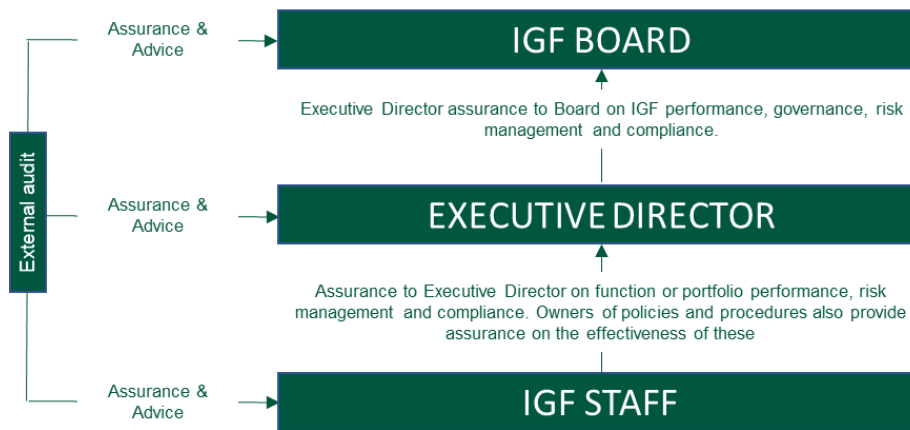 Assurance &
Advice
IGF BOARD
Executive Director assurance to Board on IGF performance, governance, risk
management and compliance.
External audit
Assurance &
Advice
EXECUTIVE DIRECTOR
Assurance to Executive Director on function or portfolio performance, risk
management and compliance. Owners of policies and procedures also provide
assurance on the effectiveness of these
Assurance &
Advice
IGF STAFF